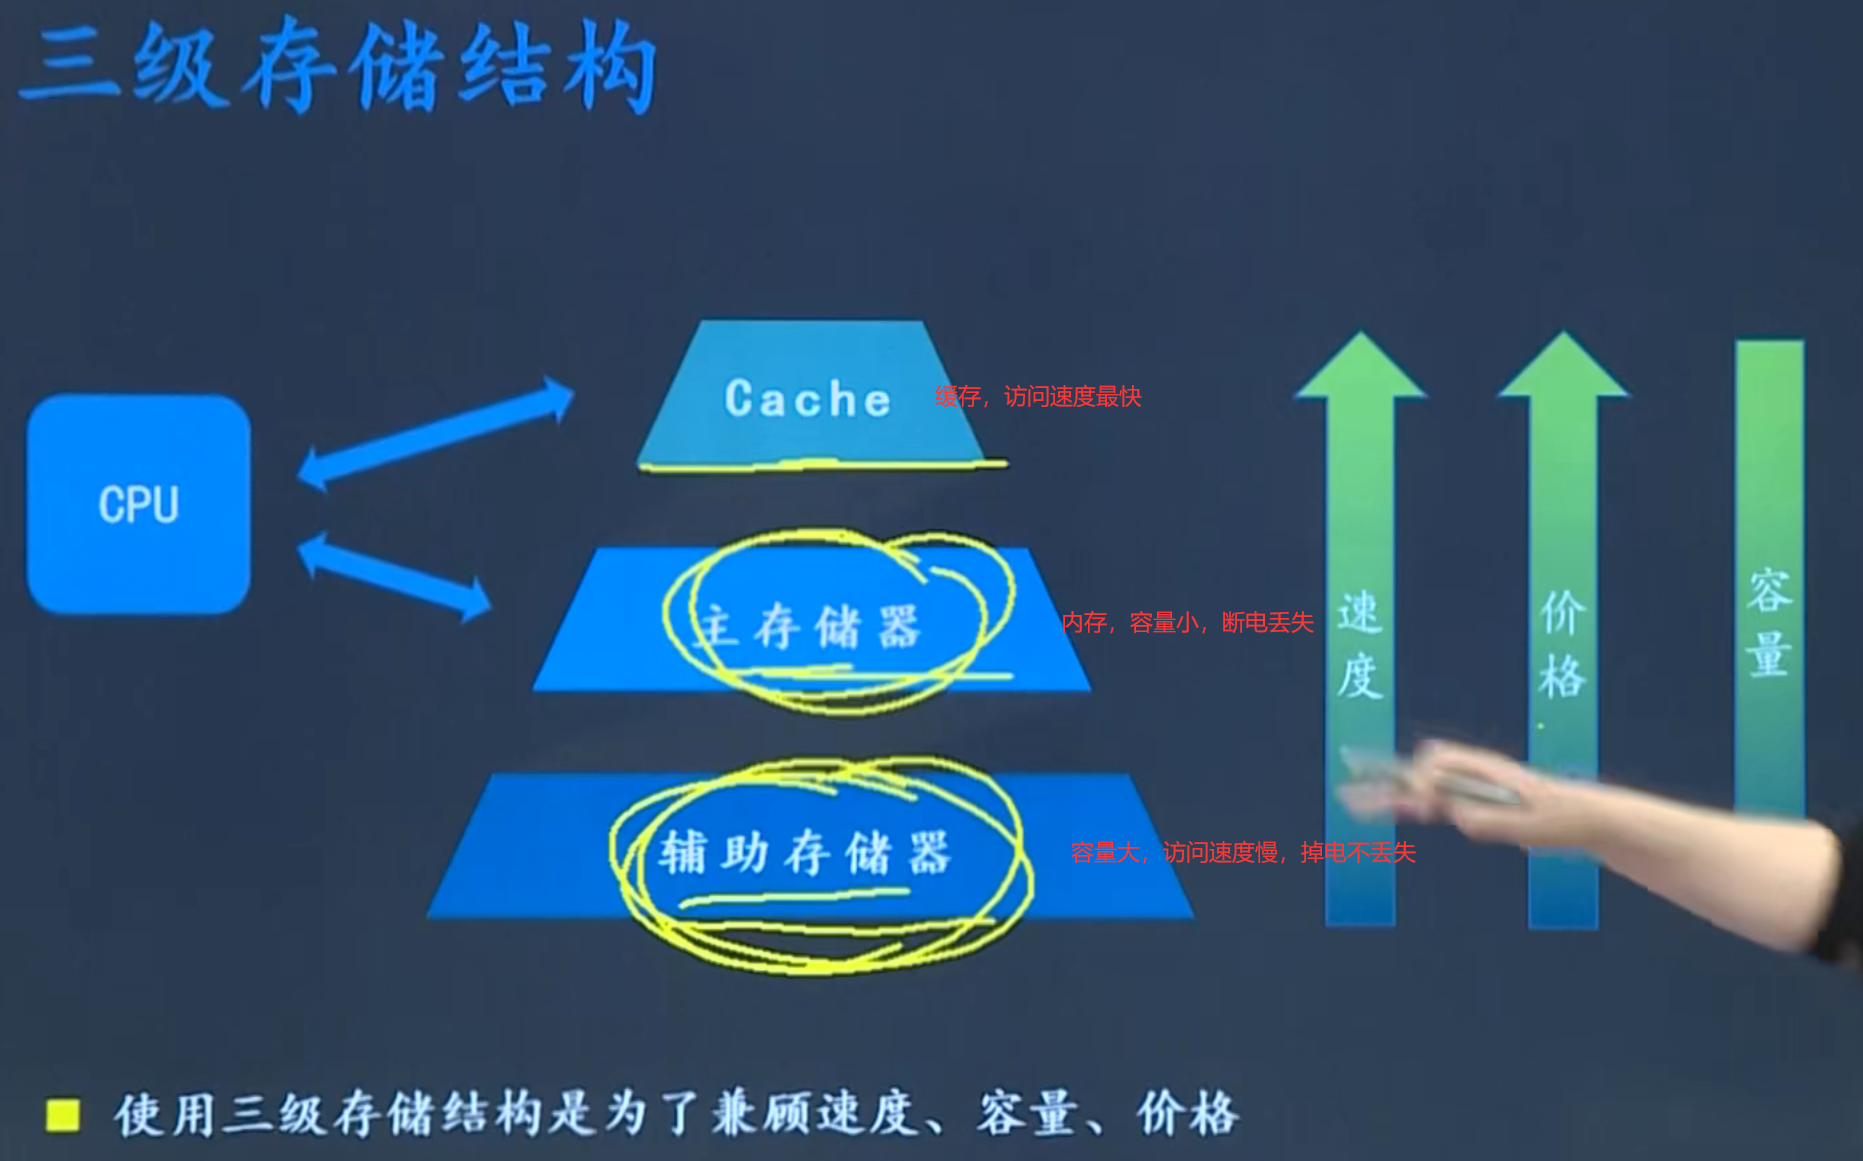 三级存储结构
Cache
缓存，访问速度最快
CPU
主存储器
内存，容量小，断电丢失
速度
价格
容量
辅助存储器
容量大，访问速度慢，掉电不丢失
使用三级存储结构是为了兼顾速度、容量、价格